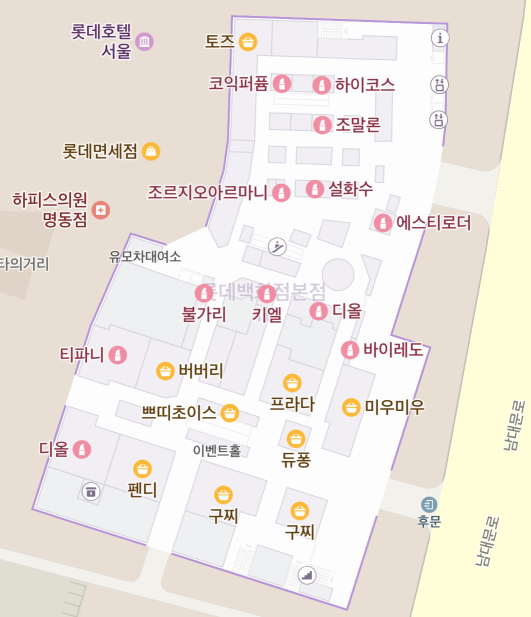 롯데호텔
서울
토즈
코익퍼퓸
하이코스
조말론
롯데면세점
하피스의원
명동점
조르지오아르마니
설화수
에스티로더
타의거리
유모차대여소
롯데백화점본점
불가리
키엘
디올
바이레도
티파니
버버리
프라다
미우미우
쁘띠초이스
이벤트홀
듀퐁
디올
펜디
구찌
구찌
후문
남대문로
남대문로